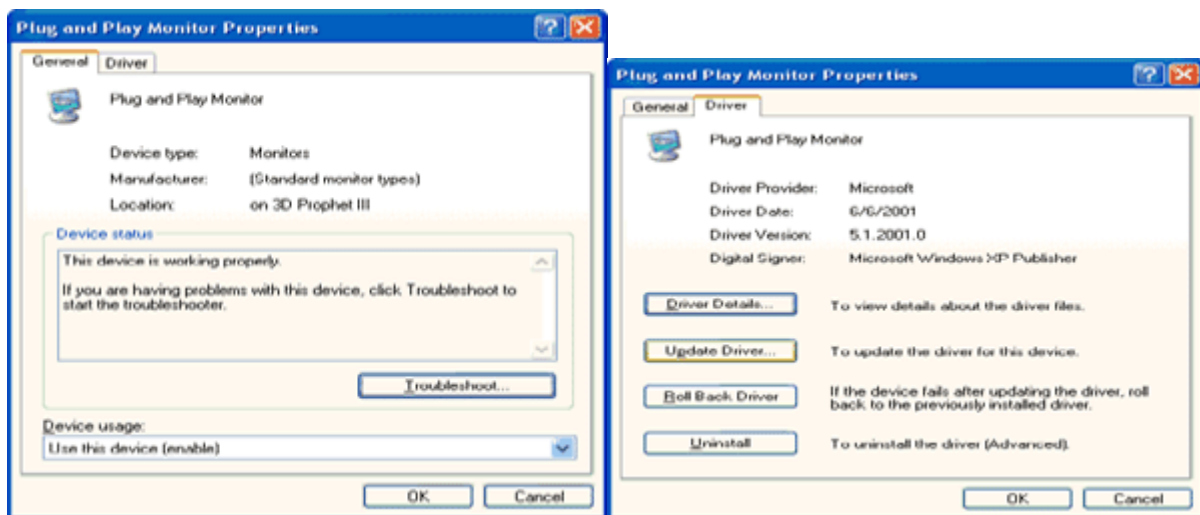 Plug and Play Monitor Properties
General Driver
Plug and Play Monitor
Device type: Monitors
Manufacturer: (Standard monitor types)
Location: on 3D Prophet III
Device status
This device is working properly.
If you are having problems with this device, click Troubleshoot to
start the troubleshooter.
Troubleshoot...
Device usage:
Use this device (enable)
OK Cancel
Plug and Play Monitor Properties
General Driver
Plug and Play Monitor
Driver Provider: Microsoft
Driver Date: 6/6/2001
Driver Version: 5.1.2001.0
Digital Signer: Microsoft Windows XP Publisher
Driver Details... To view details about the driver files.
Update Driver... To update the driver for this device.
Roll Back Driver If the device fails after updating the driver, roll
back to the previously installed driver.
Uninstall To uninstall the driver (Advanced).
OK Cancel